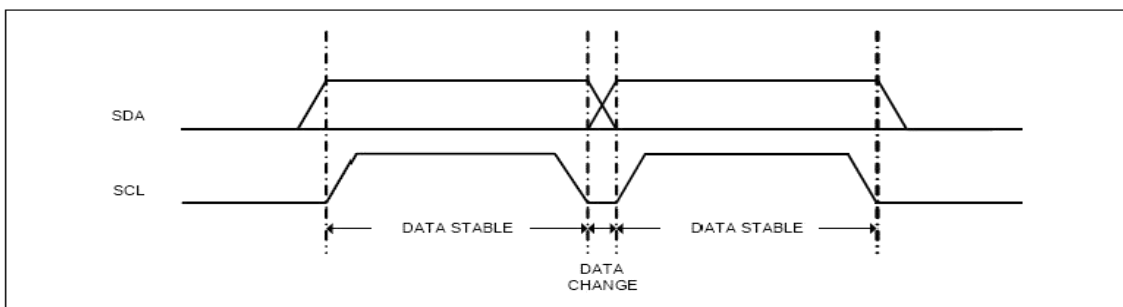 SDA
SCL
DATA STABLE
DATA STABLE
DATA
CHANGE